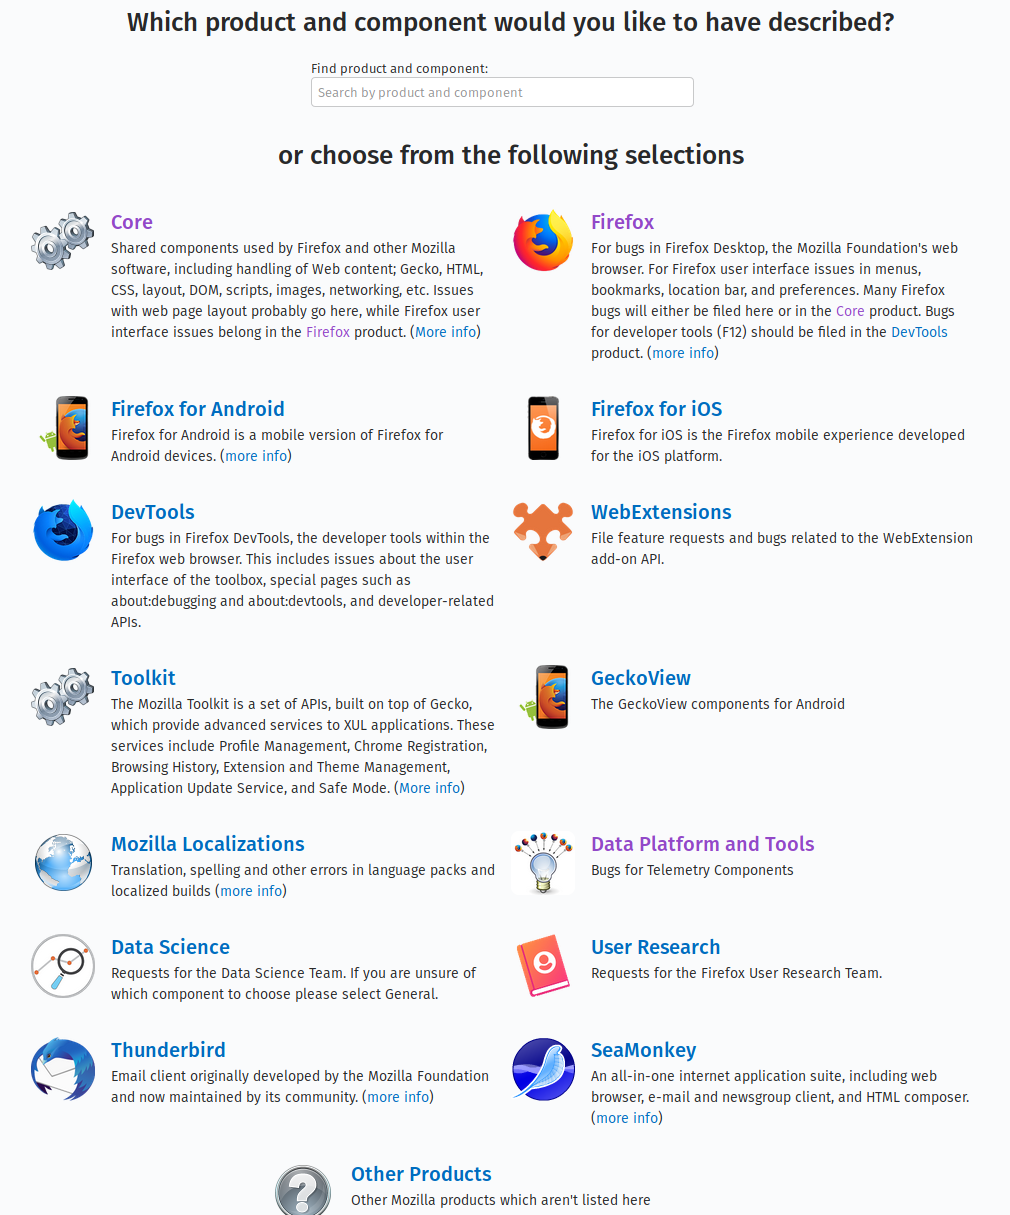 Which product and component would you like to have described?
Find product and component:
Search by product and component
or choose from the following selections
Core
Shared components used by Firefox and other Mozilla
software, including handling of Web content; Gecko, HTML,
CSS, layout, DOM, scripts, images, networking, etc. Issues
with web page layout probably go here, while Firefox user
interface issues belong in the Firefox product. (More info)
Firefox
For bugs in Firefox Desktop, the Mozilla Foundation's web
browser. For Firefox user interface issues in menus,
bookmarks, location bar, and preferences. Many Firefox
bugs will either be filed here or in the Core product. Bugs
for developer tools (F12) should be filed in the DevTools
product. (more info)
Firefox for Android
Firefox for Android is a mobile version of Firefox for
Android devices. (more info)
Firefox for iOS
Firefox for iOS is the Firefox mobile experience developed
for the iOS platform.
DevTools
For bugs in Firefox DevTools, the developer tools within the
Firefox web browser. This includes issues about the user
interface of the toolbox, special pages such as
about:debugging and about:devtools, and developer-related
APIs.
WebExtensions
File feature requests and bugs related to the WebExtension
add-on API.
Toolkit
The Mozilla Toolkit is a set of APIs, built on top of Gecko,
which provide advanced services to XUL applications. These
services include Profile Management, Chrome Registration,
Browsing History, Extension and Theme Management,
Application Update Service, and Safe Mode. (More info)
GeckoView
The GeckoView components for Android
Mozilla Localizations
Translation, spelling and other errors in language packs and
localized builds (more info)
Data Platform and Tools
Bugs for Telemetry Components
Data Science
Requests for the Data Science Team. If you are unsure of
which component to choose please select General.
User Research
Requests for the Firefox User Research Team.
Thunderbird
Email client originally developed by the Mozilla Foundation
and now maintained by its community. (more info)
SeaMonkey
An all-in-one internet application suite, including web
browser, e-mail and newsgroup client, and HTML composer.
(more info)
Other Products
Other Mozilla products which aren't listed here